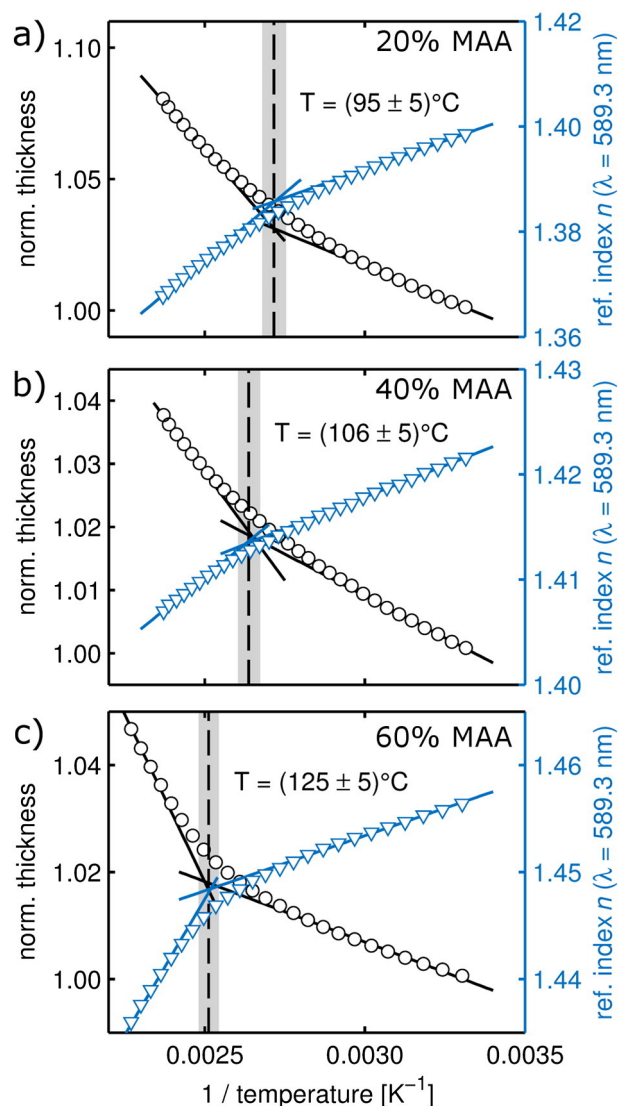 a)
20% MAA
T = (95 ± 5)°C
norm. thickness
1.10
1.05
1.00
ref. index n (λ = 589.3 nm)
1.42
1.40
1.38
1.36
b)
40% MAA
T = (106 ± 5)°C
norm. thickness
1.04
1.03
1.02
1.01
1.00
ref. index n (λ = 589.3 nm)
1.43
1.42
1.41
1.40
c)
60% MAA
T = (125 ± 5)°C
norm. thickness
1.04
1.02
1.00
ref. index n (λ = 589.3 nm)
1.46
1.45
1.44
0.0025
0.0030
0.0035
1 / temperature [K⁻¹]